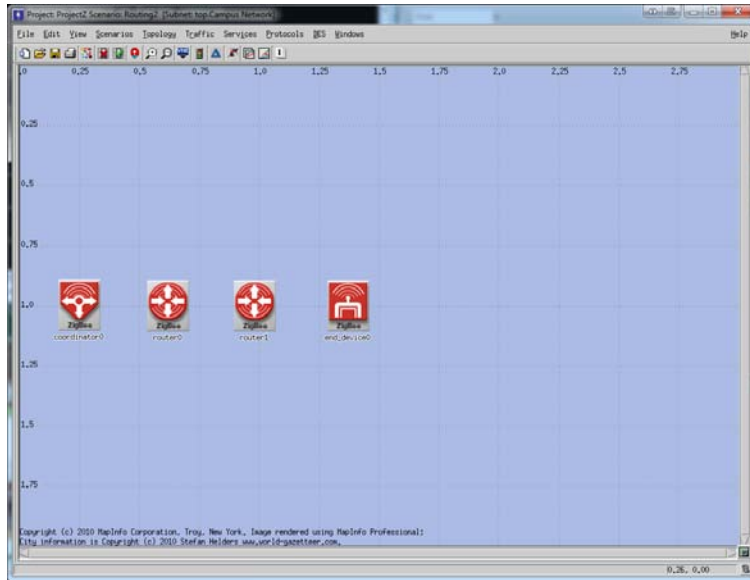 Project: ProjectZ Scenario: Routing2 [Subnet: top.Campus Network]
File Edit View Scenarios Topology Traffic Services Protocols DES Windows Help
0.0 0.25 0.5 0.75 1.0 1.25 1.5 1.75 2.0 2.25 2.5 2.75
0.25
0.5
0.75
1.0
ZigBee ZigBee ZigBee ZigBee
coordinator0 router0 router1 end_device0
1.25
1.5
1.75
Copyright (c) 2010 MapInfo Corporation, Troy, New York, Image rendered using MapInfo Professional;
City information is Copyright (c) 2010 Stefan Helders www.world-gazetteer.com.
0.26, 0.00